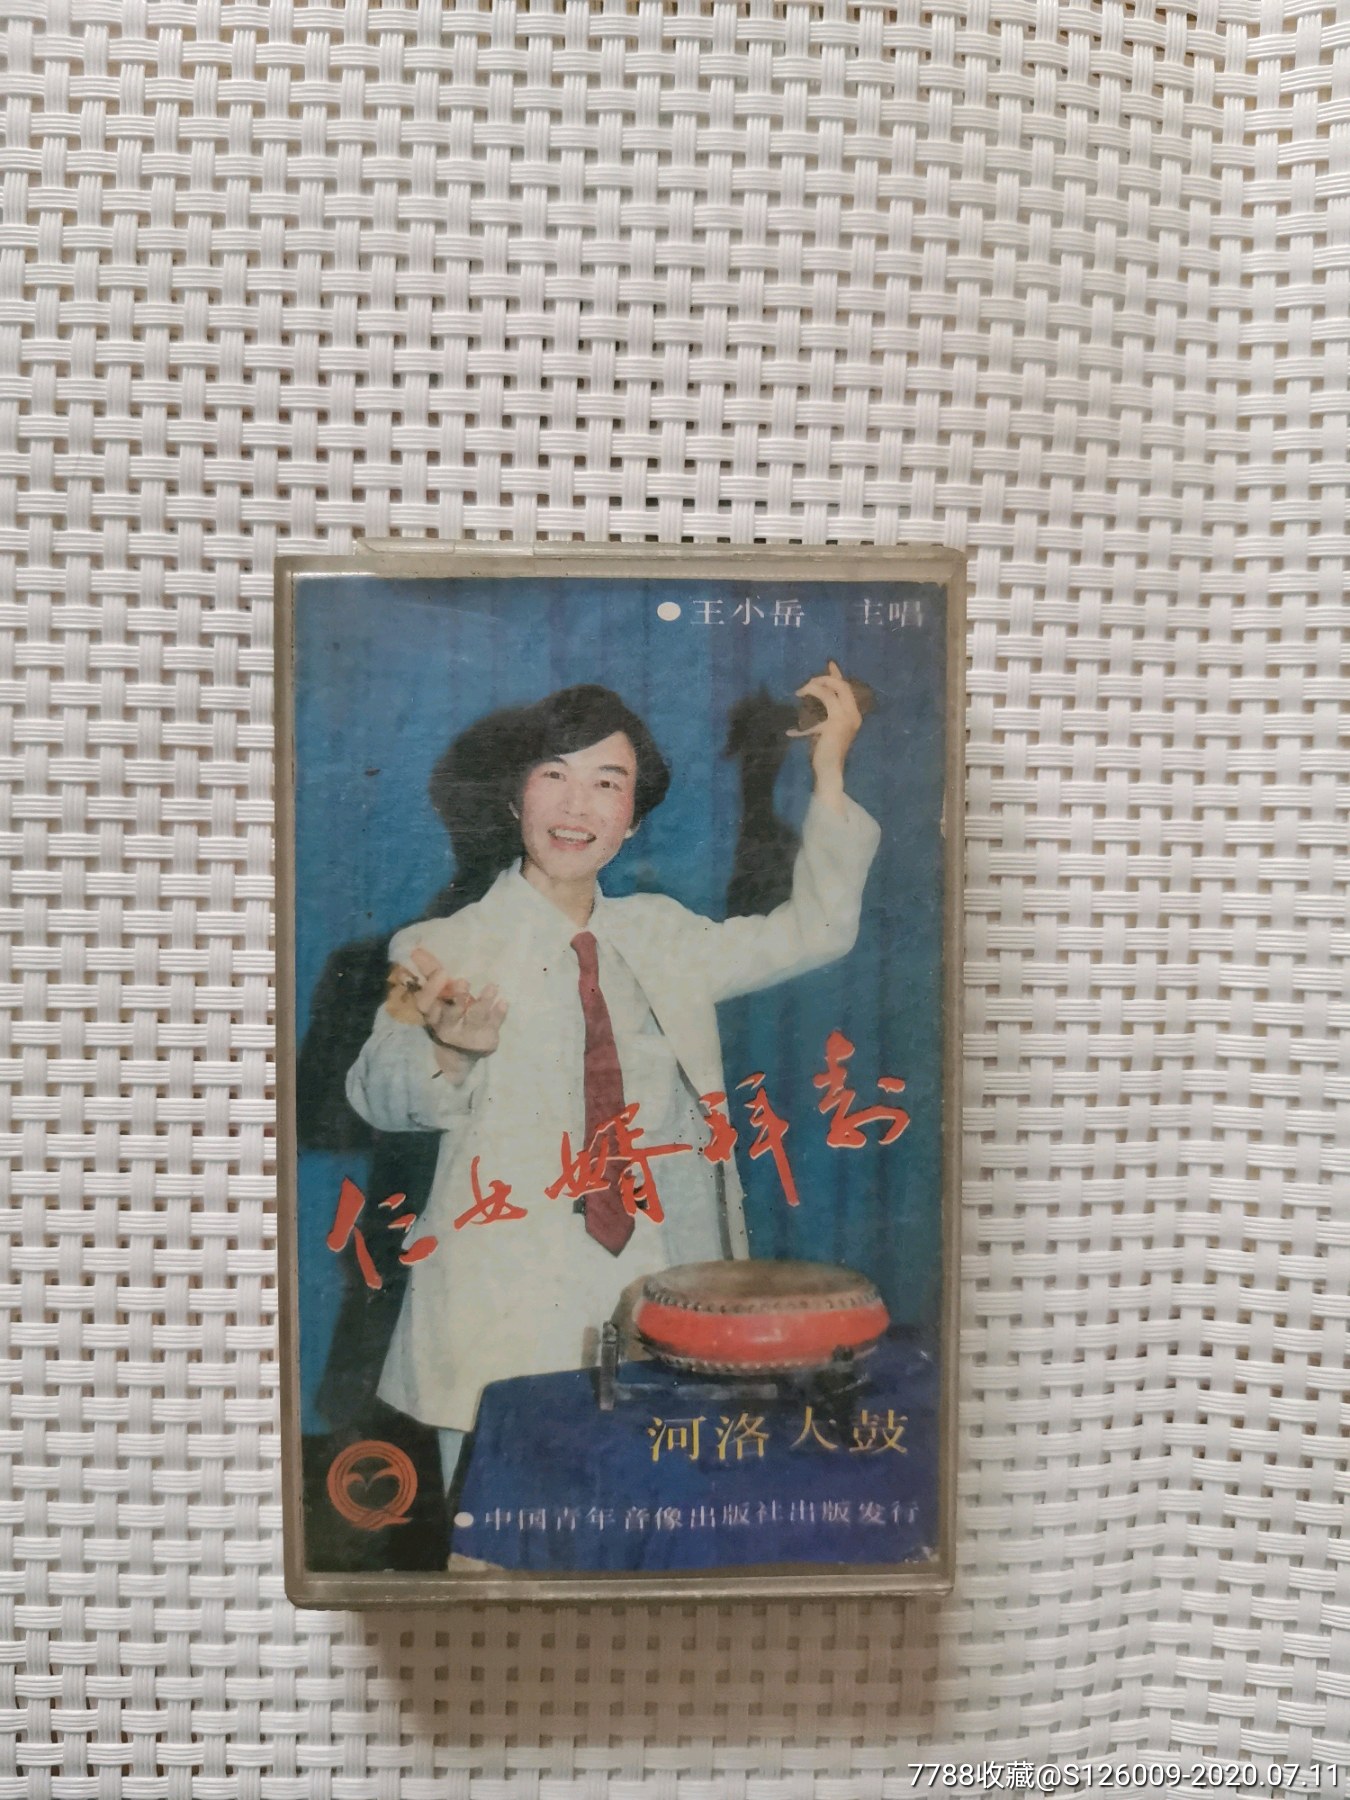 ●王小岳 主唱
仨女婿拜寿
河洛大鼓
●中国青年音像出版社出版发行
7788收藏@S126009-2020.07.11